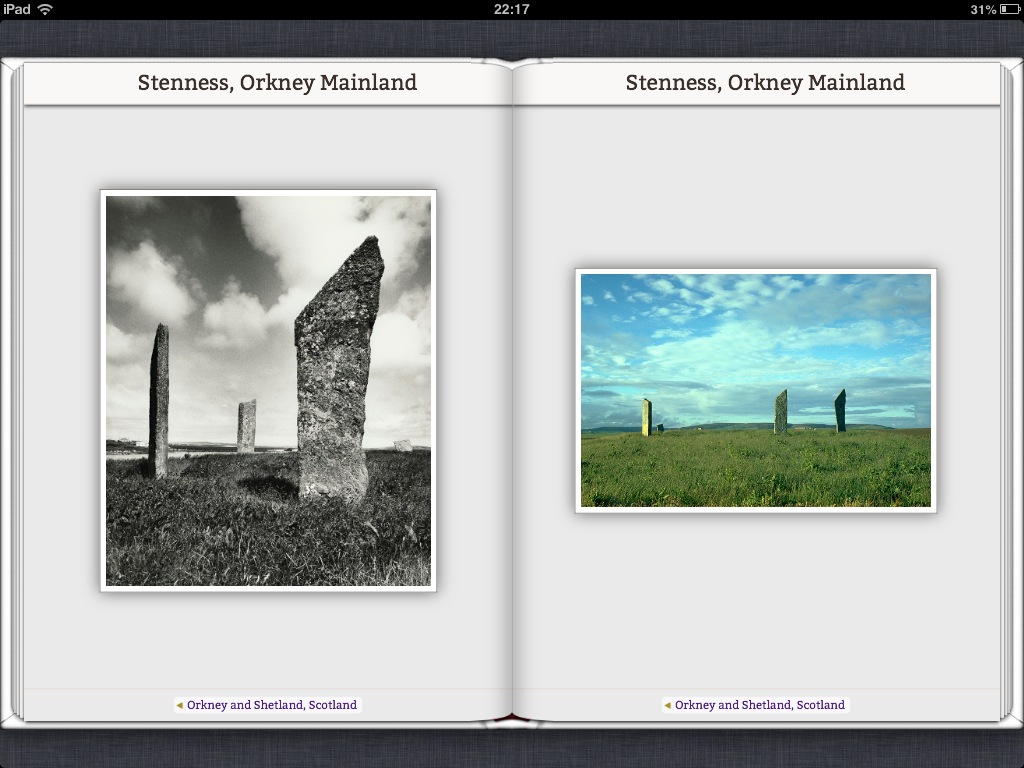 iPad 22:17 31%
Stenness, Orkney Mainland
Stenness, Orkney Mainland
Orkney and Shetland, Scotland
Orkney and Shetland, Scotland